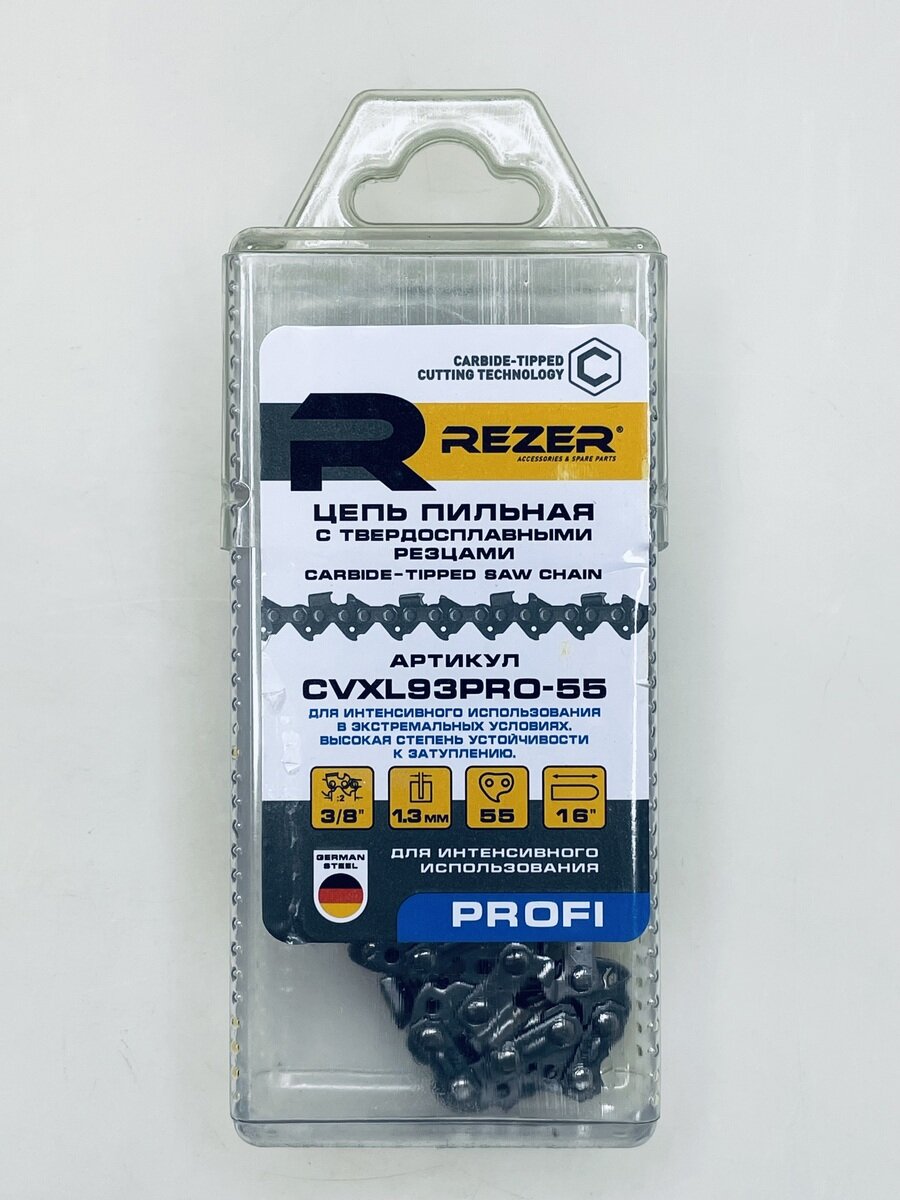 CARBIDE-TIPPED
CUTTING TECHNOLOGY
C
R
REZER®
ACCESSORIES & SPARE PARTS
ЦЕПЬ ПИЛЬНАЯ
С ТВЕРДОСПЛАВНЫМИ
РЕЗЦАМИ
CARBIDE-TIPPED SAW CHAIN
АРТИКУЛ
CVXL93PRO-55
ДЛЯ ИНТЕНСИВНОГО ИСПОЛЬЗОВАНИЯ
В ЭКСТРЕМАЛЬНЫХ УСЛОВИЯХ.
ВЫСОКАЯ СТЕПЕНЬ УСТОЙЧИВОСТИ
К ЗАТУПЛЕНИЮ.
:2
3/8" 1.3 мм 55 16"
GERMAN
STEEL
ДЛЯ ИНТЕНСИВНОГО
ИСПОЛЬЗОВАНИЯ
PROFI